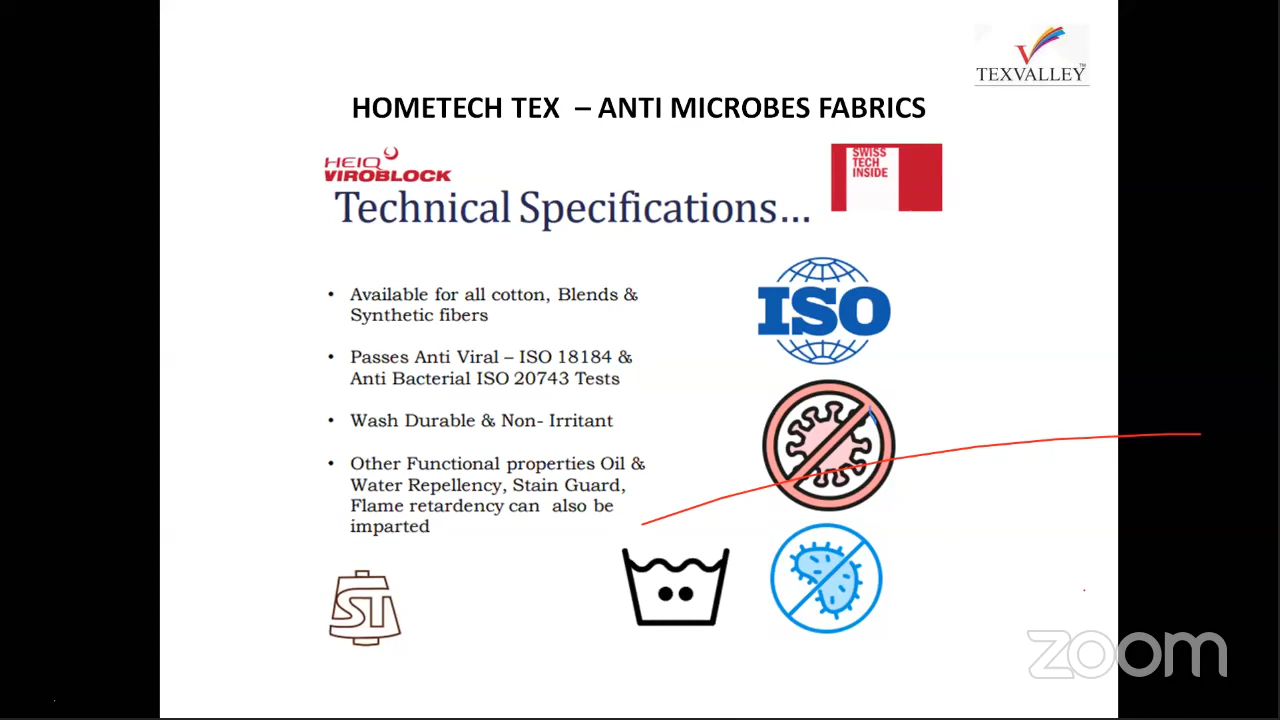 TEXVALLEY™
HOMETECH TEX – ANTI MICROBES FABRICS
HEIQ
VIROBLOCK
SWISS
TECH
INSIDE
Technical Specifications...
• Available for all cotton, Blends &
Synthetic fibers
ISO
• Passes Anti Viral – ISO 18184 &
Anti Bacterial ISO 20743 Tests
• Wash Durable & Non- Irritant
• Other Functional properties Oil &
Water Repellency, Stain Guard,
Flame retardency can also be
imparted
ST
zoom